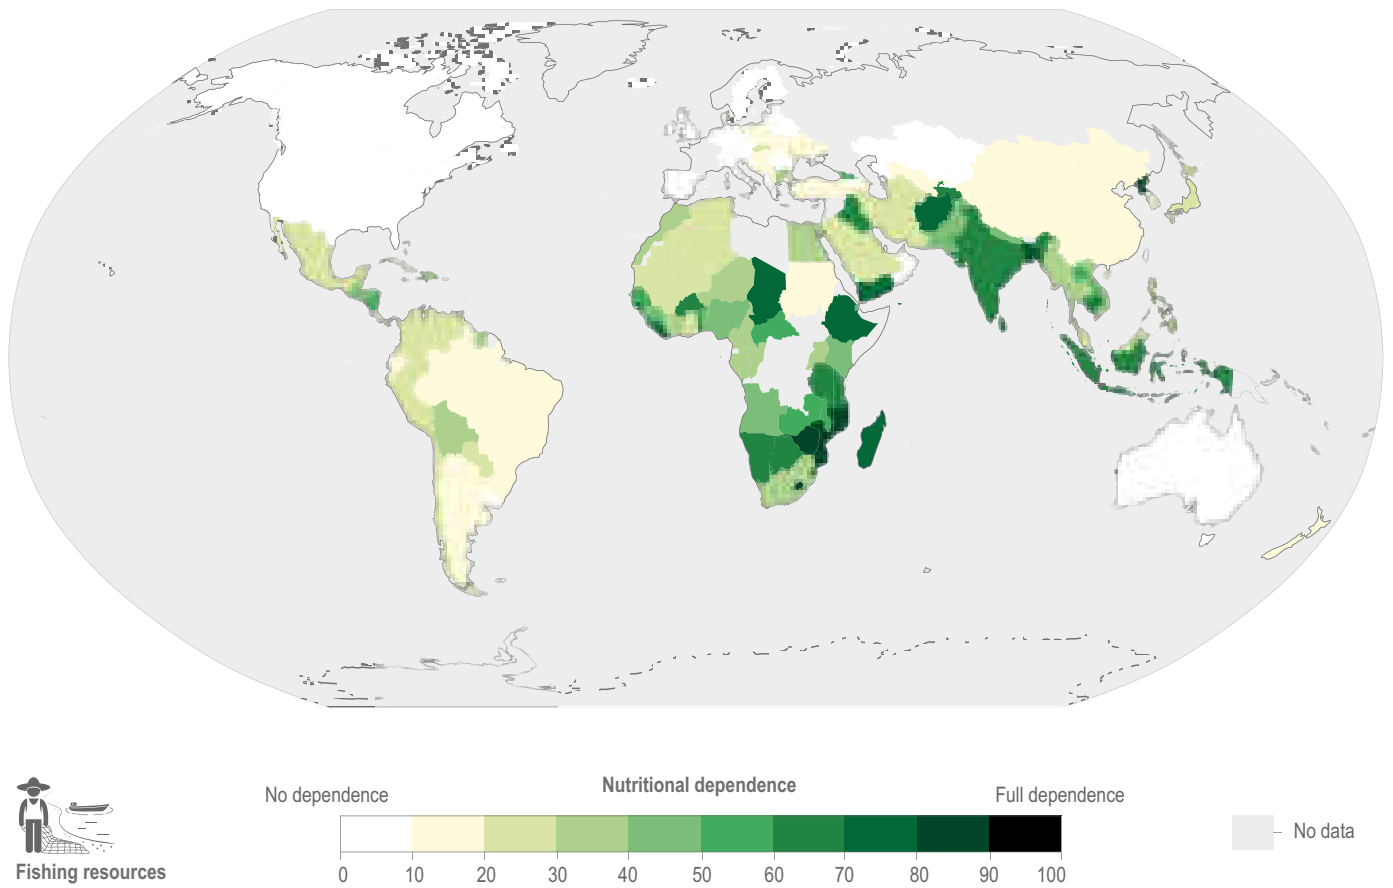 Nutritional dependence
No dependence
Full dependence
0 10 20 30 40 50 60 70 80 90 100
No data
Fishing resources